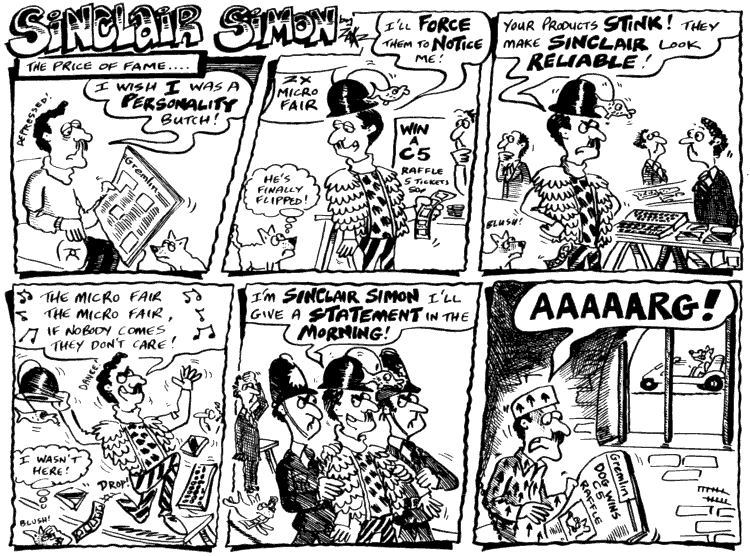 SINCLAIR SIMON by
THE PRICE OF FAME....
DEPRESSED!
I WISH I WAS A
PERSONALITY
BUTCH!
Gremlin
I'LL FORCE
THEM TO NOTICE
ME!
ZX
MICRO
FAIR
WIN
A
C5
RAFFLE
5 TICKETS
50P
HE'S
FINALLY
FLIPPED!
YOUR PRODUCTS STINK! THEY
MAKE SINCLAIR LOOK
RELIABLE!
BLUSH!
THE MICRO FAIR
THE MICRO FAIR,
IF NOBODY COMES
THEY DON'T CARE!
DANCE
I WASN'T
HERE!
DROP!
BLUSH!
I'M SINCLAIR SIMON I'LL
GIVE A STATEMENT IN THE
MORNING!
AAAAARG!
Gremlin
DOG WINS
C5
RAFFLE